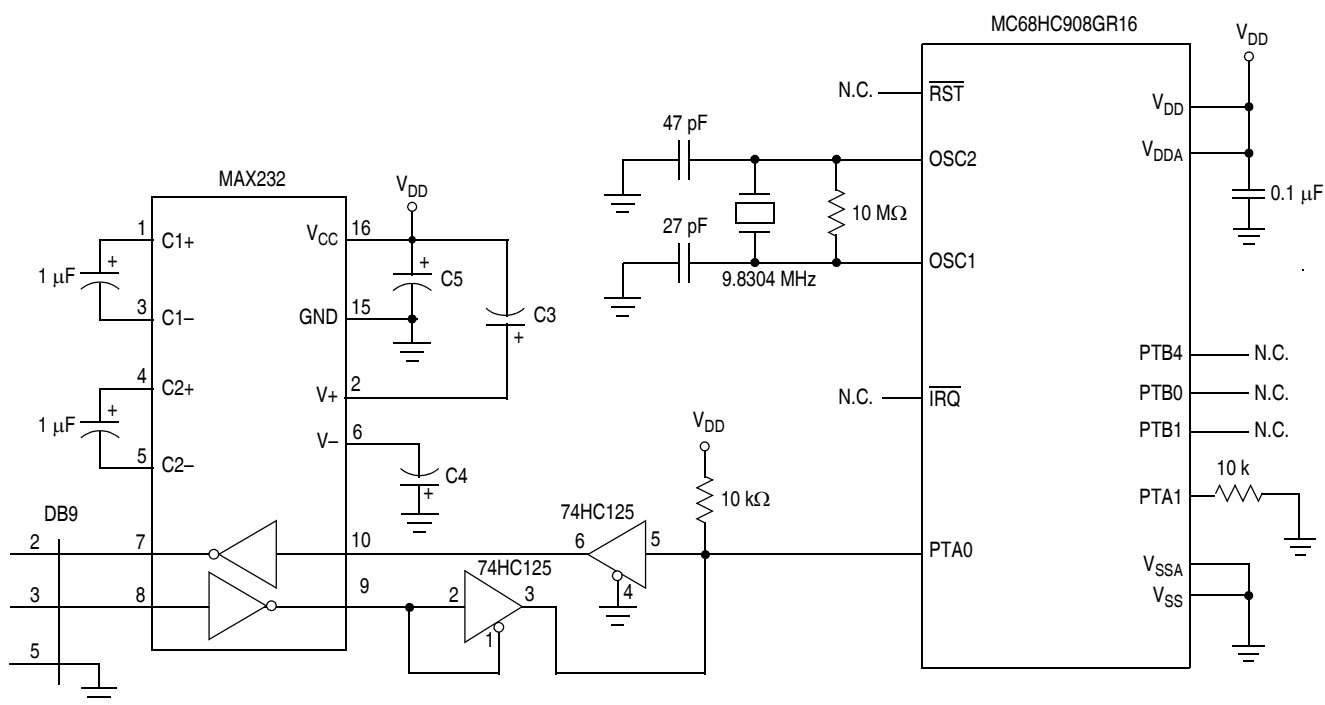 MC68HC908GR16
VDD
N.C.
RST
VDD
47 pF
VDDA
OSC2
0.1 μF
MAX232
VDD
10 MΩ
27 pF
1
C1+
VCC
16
OSC1
9.8304 MHz
1 μF
+
+
C5
3
C1–
GND
15
C3
+
PTB4
N.C.
4
C2+
V+
2
PTB0
N.C.
N.C.
IRQ
1 μF
+
VDD
PTB1
N.C.
V–
6
5
C2–
C4
+
10 k
PTA1
10 kΩ
DB9
74HC125
2
7
10
6
5
PTA0
4
74HC125
VSSA
3
8
9
2
3
VSS
1
5